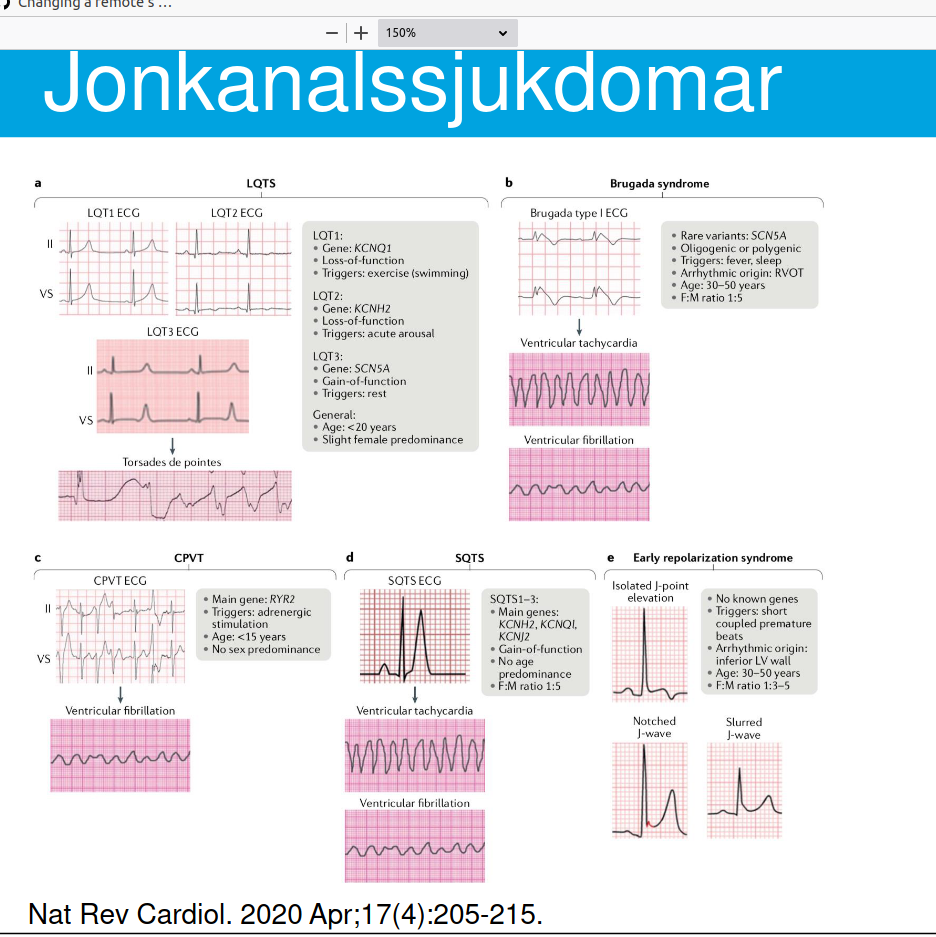 Changing a remote's ...
150%
Jonkanalssjukdomar
a
LQTS
LQT1 ECG
LQT2 ECG
II
VS
LQT3 ECG
II
VS
Torsades de pointes
LQT1:
• Gene: KCNQ1
• Loss-of-function
• Triggers: exercise (swimming)
LQT2:
• Gene: KCNH2
• Loss-of-function
• Triggers: acute arousal
LQT3:
• Gene: SCN5A
• Gain-of-function
• Triggers: rest
General:
• Age: <20 years
• Slight female predominance
b
Brugada syndrome
Brugada type I ECG
• Rare variants: SCN5A
• Oligogenic or polygenic
• Triggers: fever, sleep
• Arrhythmic origin: RVOT
• Age: 30–50 years
• F:M ratio 1:5
Ventricular tachycardia
Ventricular fibrillation
c
CPVT
CPVT ECG
II
VS
• Main gene: RYR2
• Triggers: adrenergic
stimulation
• Age: <15 years
• No sex predominance
Ventricular fibrillation
d
SQTS
SQTS ECG
SQTS1–3:
• Main genes:
KCNH2, KCNQI,
KCNJ2
• Gain-of-function
• No age
predominance
• F:M ratio 1:5
Ventricular tachycardia
Ventricular fibrillation
e
Early repolarization syndrome
Isolated J-point
elevation
• No known genes
• Triggers: short
coupled premature
beats
• Arrhythmic origin:
inferior LV wall
• Age: 30–50 years
• F:M ratio 1:3–5
Notched
J-wave
Slurred
J-wave
Nat Rev Cardiol. 2020 Apr;17(4):205-215.